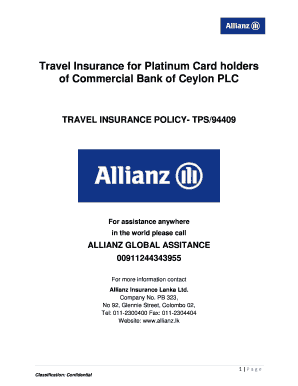 Allianz
Travel Insurance for Platinum Card holders
of Commercial Bank of Ceylon PLC
TRAVEL INSURANCE POLICY- TPS/94409
Allianz
For assistance anywhere
in the world please call
ALLIANZ GLOBAL ASSITANCE
00911244343955
For more information contact
Allianz Insurance Lanka Ltd.
Company No. PB 323,
No 92, Glennie Street, Colombo 02,
Tel: 011-2300400 Fax: 011-2304404
Website: www.allianz.lk
1 | Page
Classification: Confidential